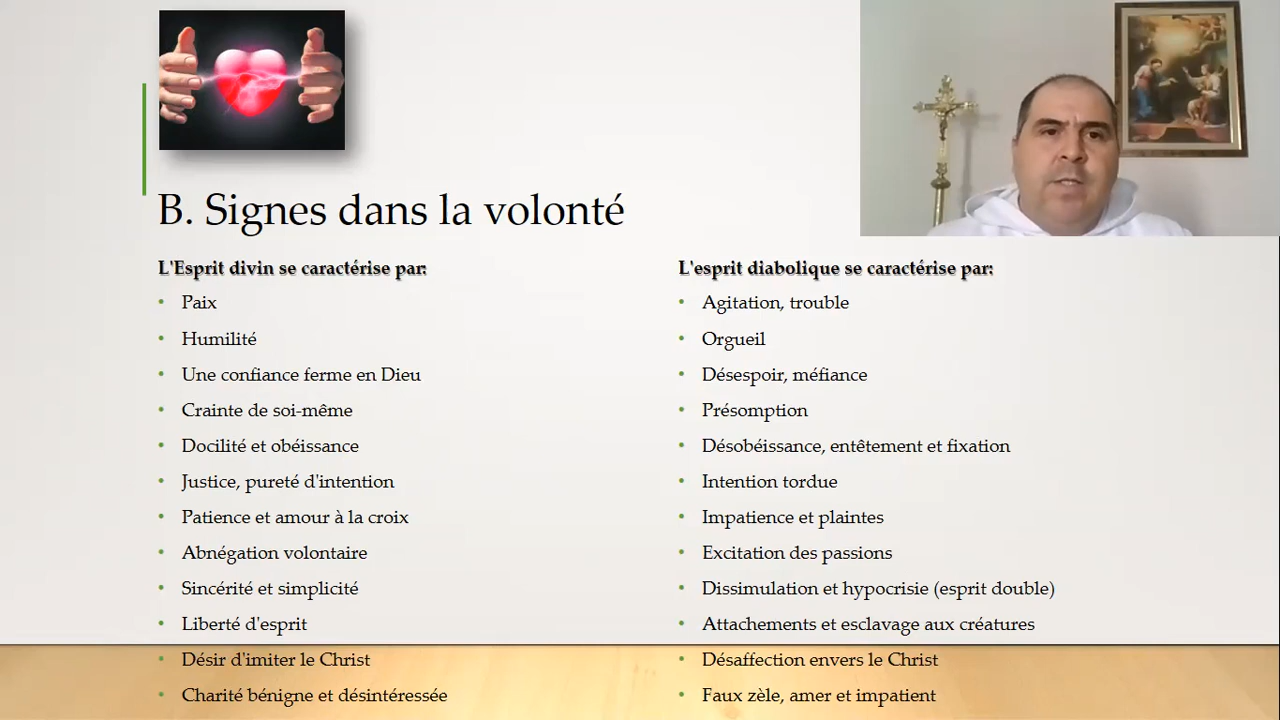 B. Signes dans la volonté
L'Esprit divin se caractérise par:
• Paix
• Humilité
• Une confiance ferme en Dieu
• Crainte de soi-même
• Docilité et obéissance
• Justice, pureté d'intention
• Patience et amour à la croix
• Abnégation volontaire
• Sincérité et simplicité
• Liberté d'esprit
• Désir d'imiter le Christ
• Charité bénigne et désintéressée
L'esprit diabolique se caractérise par:
• Agitation, trouble
• Orgueil
• Désespoir, méfiance
• Présomption
• Désobéissance, entêtement et fixation
• Intention tordue
• Impatience et plaintes
• Excitation des passions
• Dissimulation et hypocrisie (esprit double)
• Attachements et esclavage aux créatures
• Désaffection envers le Christ
• Faux zèle, amer et impatient